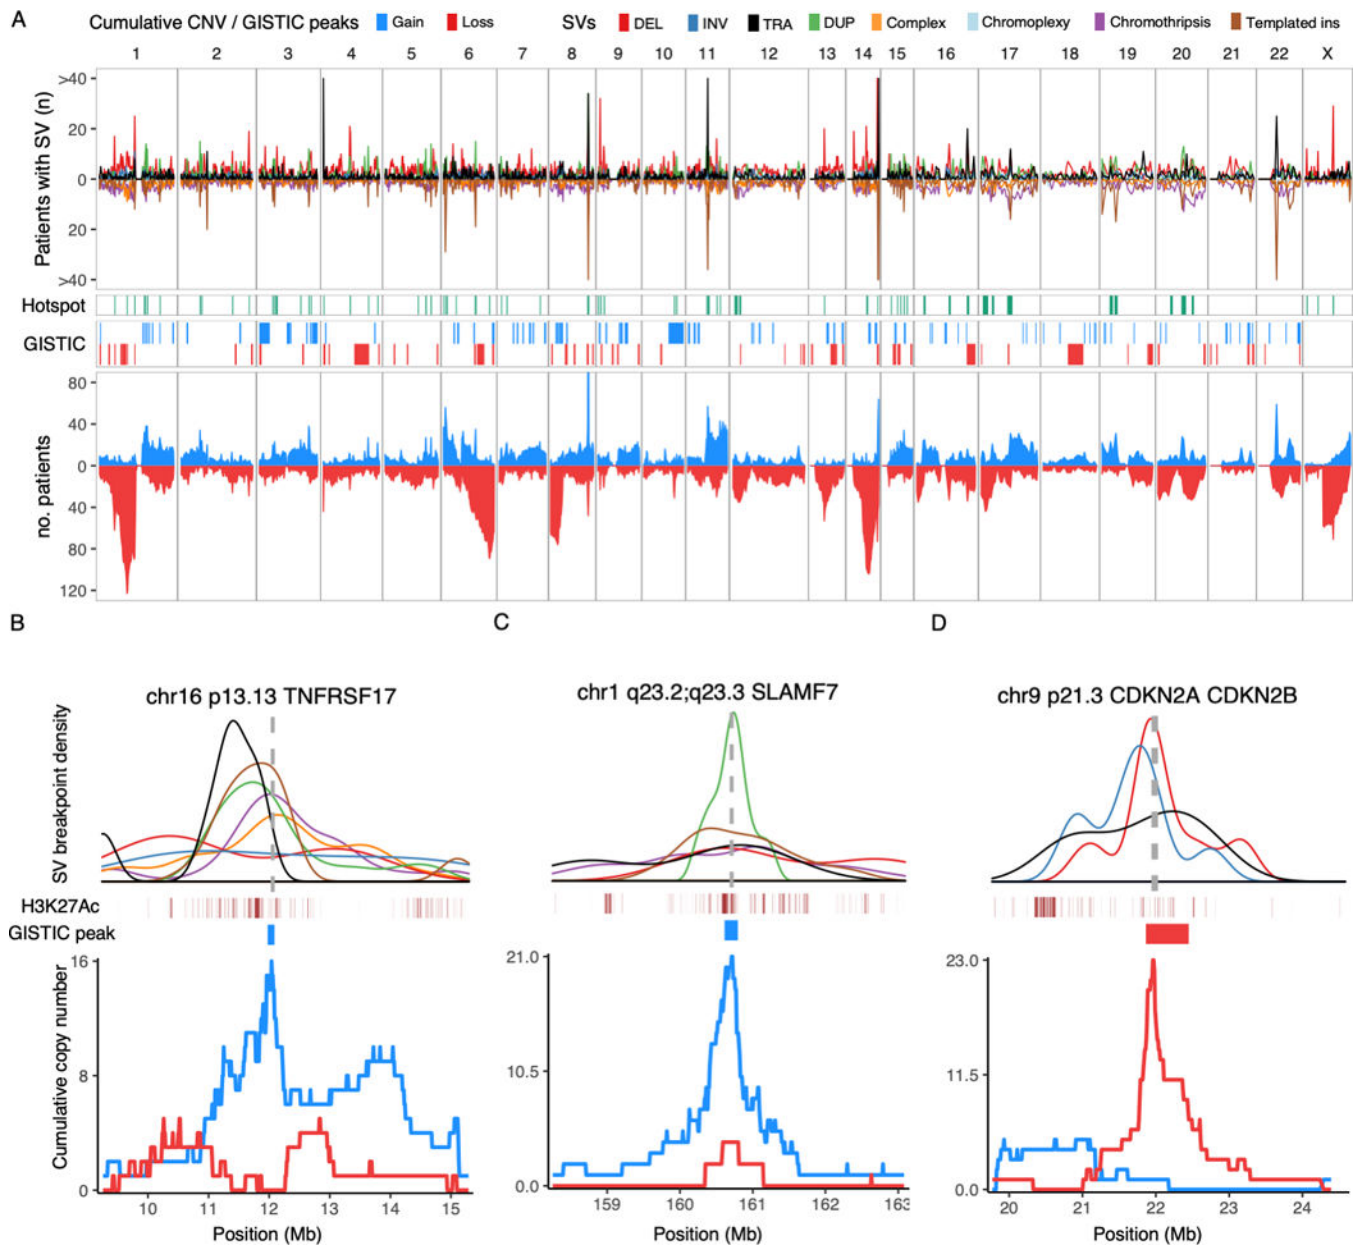 A Cumulative CNV / GISTIC peaks Gain Loss SVs DEL INV TRA DUP Complex Chromoplexy Chromothripsis Templated ins
1 2 3 4 5 6 7 8 9 10 11 12 13 14 15 16 17 18 19 20 21 22 X
Patients with SV (n)
>40
20
0
20
>40
Hotspot
GISTIC
no. patients
80
40
0
40
80
120
B C D
chr16 p13.13 TNFRSF17
chr1 q23.2;q23.3 SLAMF7
chr9 p21.3 CDKN2A CDKN2B
SV breakpoint density
H3K27Ac
GISTIC peak
Cumulative copy number
16
8
0
10 11 12 13 14 15
Position (Mb)
21.0
10.5
0.0
159 160 161 162 163
Position (Mb)
23.0
11.5
0.0
20 21 22 23 24
Position (Mb)